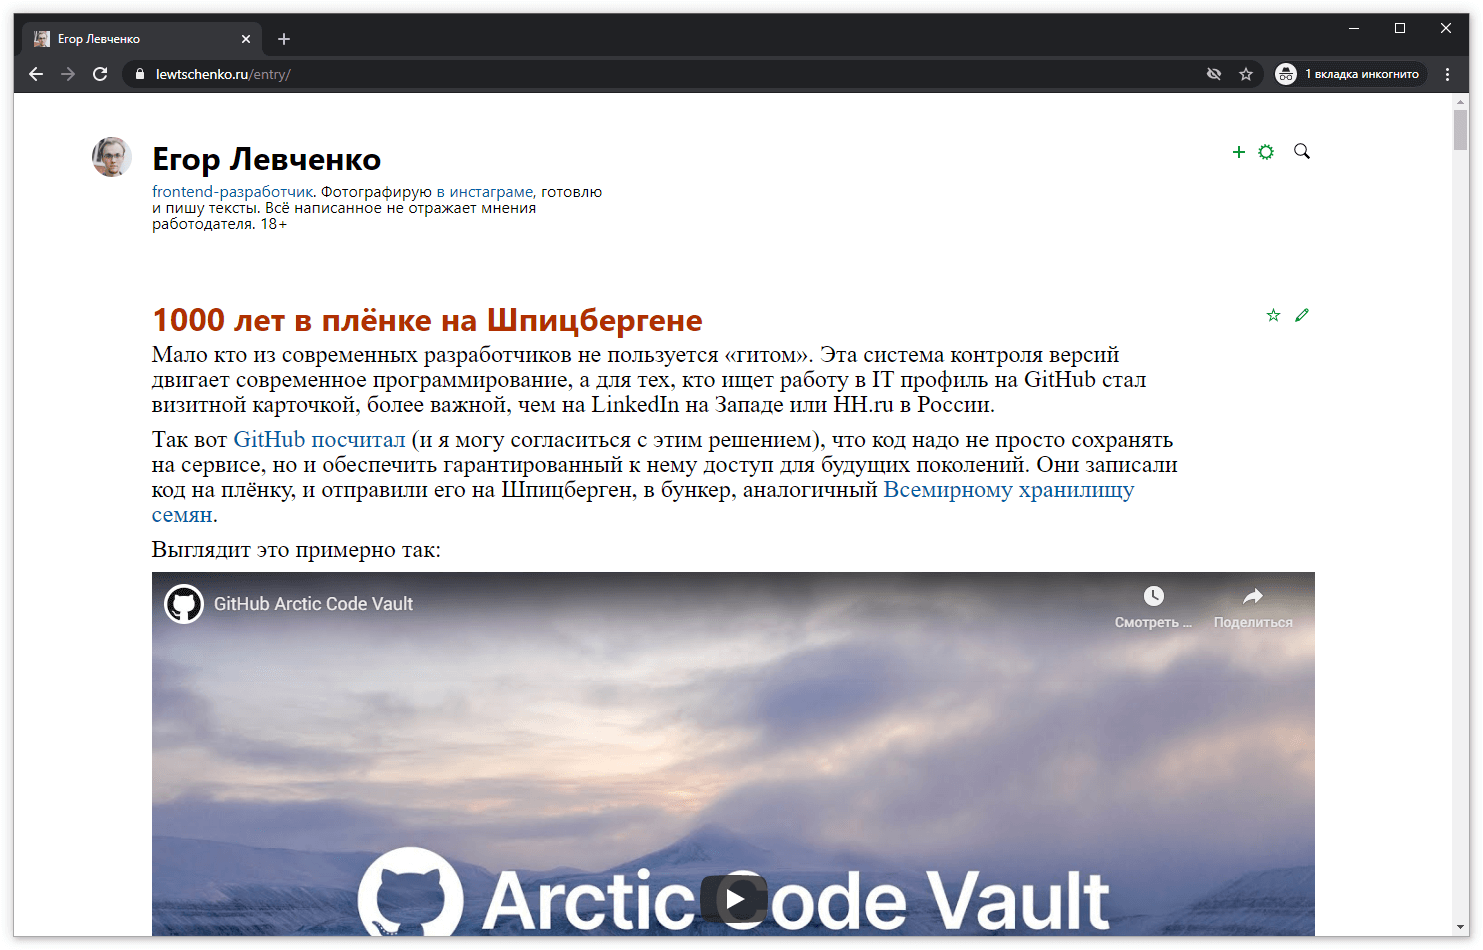 Егор Левченко
lewtschenko.ru/entry/
1 вкладка инкогнито
Егор Левченко
frontend-разработчик. Фотографирую в инстаграме, готовлю
и пишу тексты. Всё написанное не отражает мнения
работодателя. 18+
1000 лет в плёнке на Шпицбергене
Мало кто из современных разработчиков не пользуется «гитом». Эта система контроля версий
двигает современное программирование, а для тех, кто ищет работу в IT профиль на GitHub стал
визитной карточкой, более важной, чем на LinkedIn на Западе или HH.ru в России.
Так вот GitHub посчитал (и я могу согласиться с этим решением), что код надо не просто сохранять
на сервисе, но и обеспечить гарантированный к нему доступ для будущих поколений. Они записали
код на плёнку, и отправили его на Шпицберген, в бункер, аналогичный Всемирному хранилищу
семян.
Выглядит это примерно так:
GitHub Arctic Code Vault
Смотреть ...
Поделиться
Arctic Code Vault